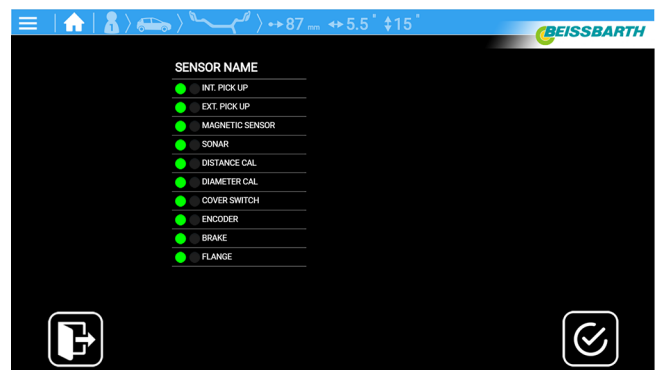 87 mm 5.5" 15"
BEISSBARTH
SENSOR NAME
INT. PICK UP
EXT. PICK UP
MAGNETIC SENSOR
SONAR
DISTANCE CAL
DIAMETER CAL
COVER SWITCH
ENCODER
BRAKE
FLANGE